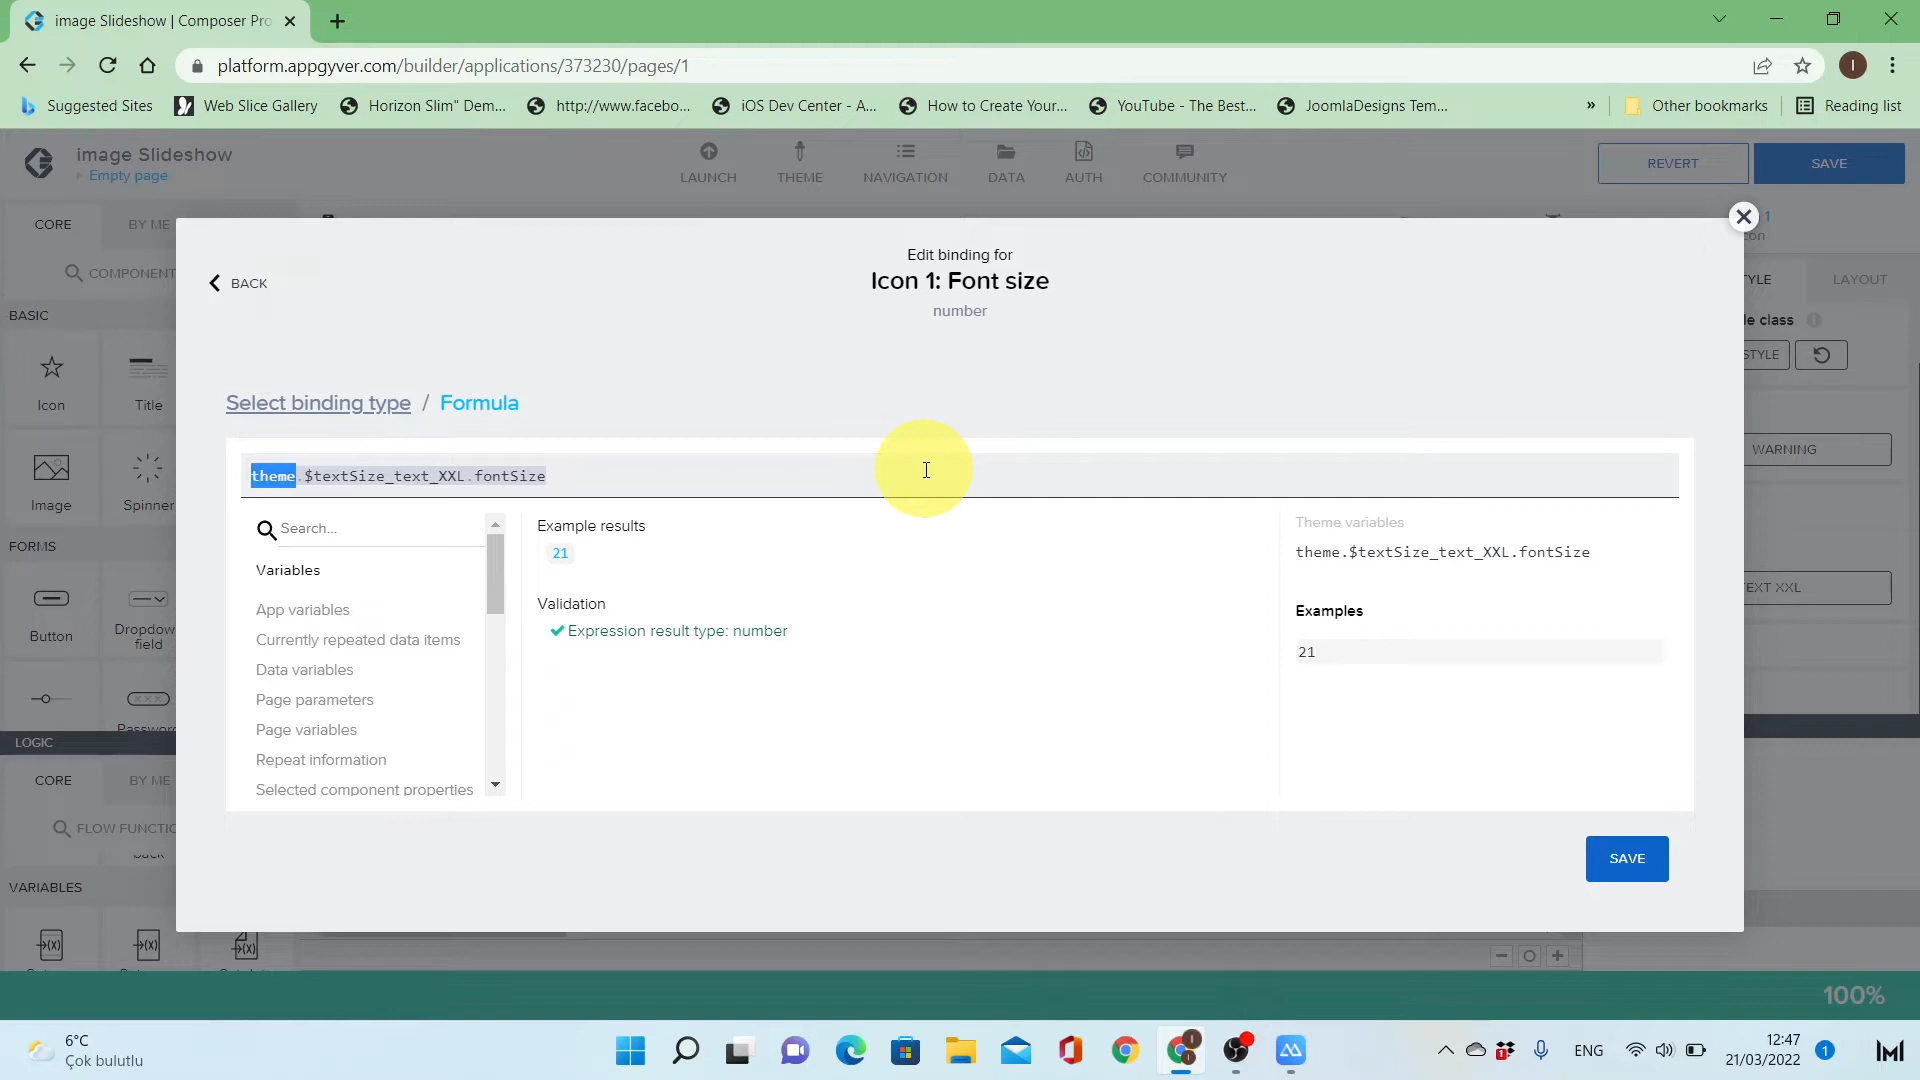 image Slideshow | Composer Pro
platform.appgyver.com/builder/applications/373230/pages/1
I
Suggested Sites
Web Slice Gallery
Horizon Slim" Dem...
http://www.facebo...
iOS Dev Center - A...
How to Create Your...
YouTube - The Best...
JoomlaDesigns Tem...
»
Other bookmarks
Reading list
image Slideshow
Empty page
LAUNCH
THEME
NAVIGATION
DATA
AUTH
COMMUNITY
REVERT
SAVE
CORE
BY ME
COMPONENT
BASIC
Icon
Title
Image
Spinner
FORMS
Button
Dropdow
field
LOGIC
CORE
BY ME
FLOW FUNCTIO
VARIABLES
BACK
Edit binding for
Icon 1: Font size
number
Select binding type / Formula
theme.$textSize_text_XXL.fontSize
Search...
Variables
App variables
Currently repeated data items
Data variables
Page parameters
Page variables
Repeat information
Selected component properties
Example results
21
Validation
Expression result type: number
Theme variables
theme.$textSize_text_XXL.fontSize
Examples
21
SAVE
1
con
YLE
LAYOUT
le class
STYLE
WARNING
EXT XXL
100%
6°C
Çok bulutlu
ENG
12:47
21/03/2022
1